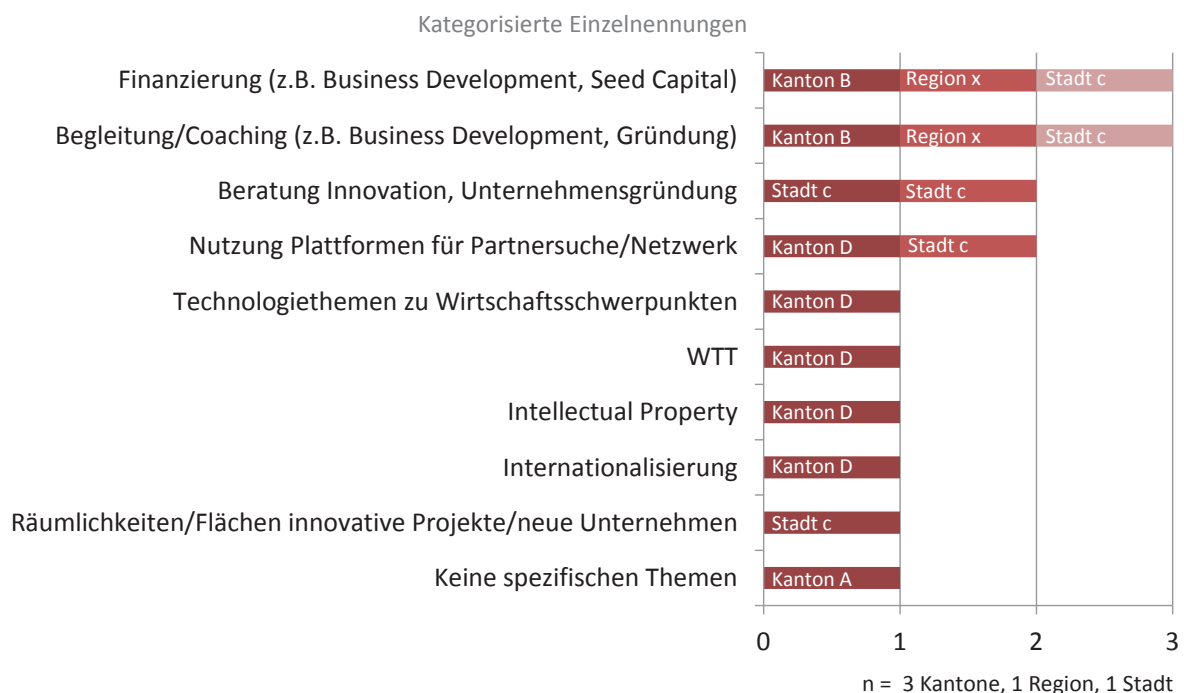 Kategorisierte Einzelnennungen
Finanzierung (z.B. Business Development, Seed Capital) Kanton B Region x Stadt c
Begleitung/Coaching (z.B. Business Development, Gründung) Kanton B Region x Stadt c
Beratung Innovation, Unternehmensgründung Stadt c Stadt c
Nutzung Plattformen für Partnersuche/Netzwerk Kanton D Stadt c
Technologiethemen zu Wirtschaftsschwerpunkten Kanton D
WTT Kanton D
Intellectual Property Kanton D
Internationalisierung Kanton D
Räumlichkeiten/Flächen innovative Projekte/neue Unternehmen Stadt c
Keine spezifischen Themen Kanton A
0 1 2 3
n = 3 Kantone, 1 Region, 1 Stadt